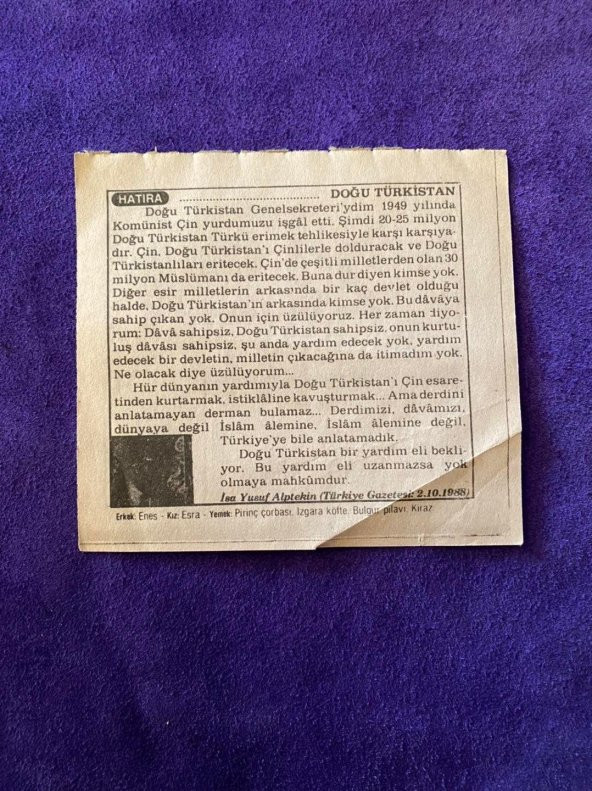 HATIRA ........................................ DOĞU TÜRKİSTAN
Doğu Türkistan Genelsekreteri'ydim 1949 yılında
Komünist Çin yurdumuzu işgâl etti. Şimdi 20-25 milyon
Doğu Türkistan Türkü erimek tehlikesiyle karşı karşıya-
dır. Çin, Doğu Türkistan'ı Çinlilerle dolduracak ve Doğu
Türkistanlıları eritecek, Çin'de çeşitli milletlerden olan 30
milyon Müslümanı da eritecek. Buna dur diyen kimse yok.
Diğer esir milletlerin arkasında bir kaç devlet olduğu
halde, Doğu Türkistan'ın arkasında kimse yok. Bu dâvâya
sahip çıkan yok. Onun için üzülüyoruz. Her zaman diyo-
rum: Dâvâ sahipsiz, Doğu Türkistan sahipsiz, onun kurtu-
luş dâvâsı sahipsiz, şu anda yardım edecek yok, yardım
edecek bir devletin, milletin çıkacağına da itimadım yok.
Ne olacak diye üzülüyorum...
Hür dünyanın yardımıyla Doğu Türkistan'ı Çin esare-
tinden kurtarmak, istiklâline kavuşturmak... Ama derdini
anlatamayan derman bulamaz... Derdimizi, dâvâmızı,
dünyaya değil İslâm âlemine, İslâm âlemine değil,
Türkiye'ye bile anlatamadık.
Doğu Türkistan bir yardım eli bekli-
yor. Bu yardım eli uzanmazsa yok
olmaya mahkûmdur.
İsa Yusuf Alptekin (Türkiye Gazetesi: 2.10.1988)
Erkek: Enes - Kız: Esra - Yemek: Pirinç çorbası, Izgara köfte, Bulgur pilavı, Kiraz